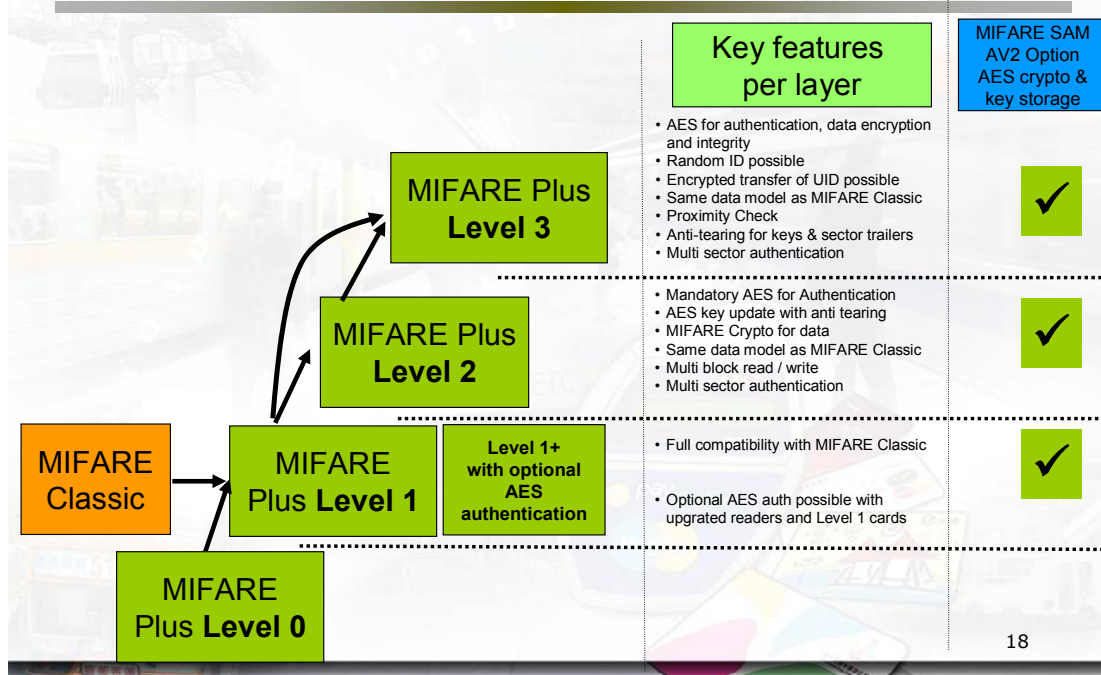 Key features
per layer
MIFARE SAM
AV2 Option
AES crypto &
key storage
• AES for authentication, data encryption
and integrity
• Random ID possible
• Encrypted transfer of UID possible
• Same data model as MIFARE Classic
• Proximity Check
• Anti-tearing for keys & sector trailers
• Multi sector authentication
MIFARE Plus
Level 3
✓
• Mandatory AES for Authentication
• AES key update with anti tearing
• MIFARE Crypto for data
• Same data model as MIFARE Classic
• Multi block read / write
• Multi sector authentication
MIFARE Plus
Level 2
✓
MIFARE
Classic
MIFARE
Plus Level 1
Level 1+
with optional
AES
authentication
• Full compatibility with MIFARE Classic
• Optional AES auth possible with
upgrated readers and Level 1 cards
✓
MIFARE
Plus Level 0
18